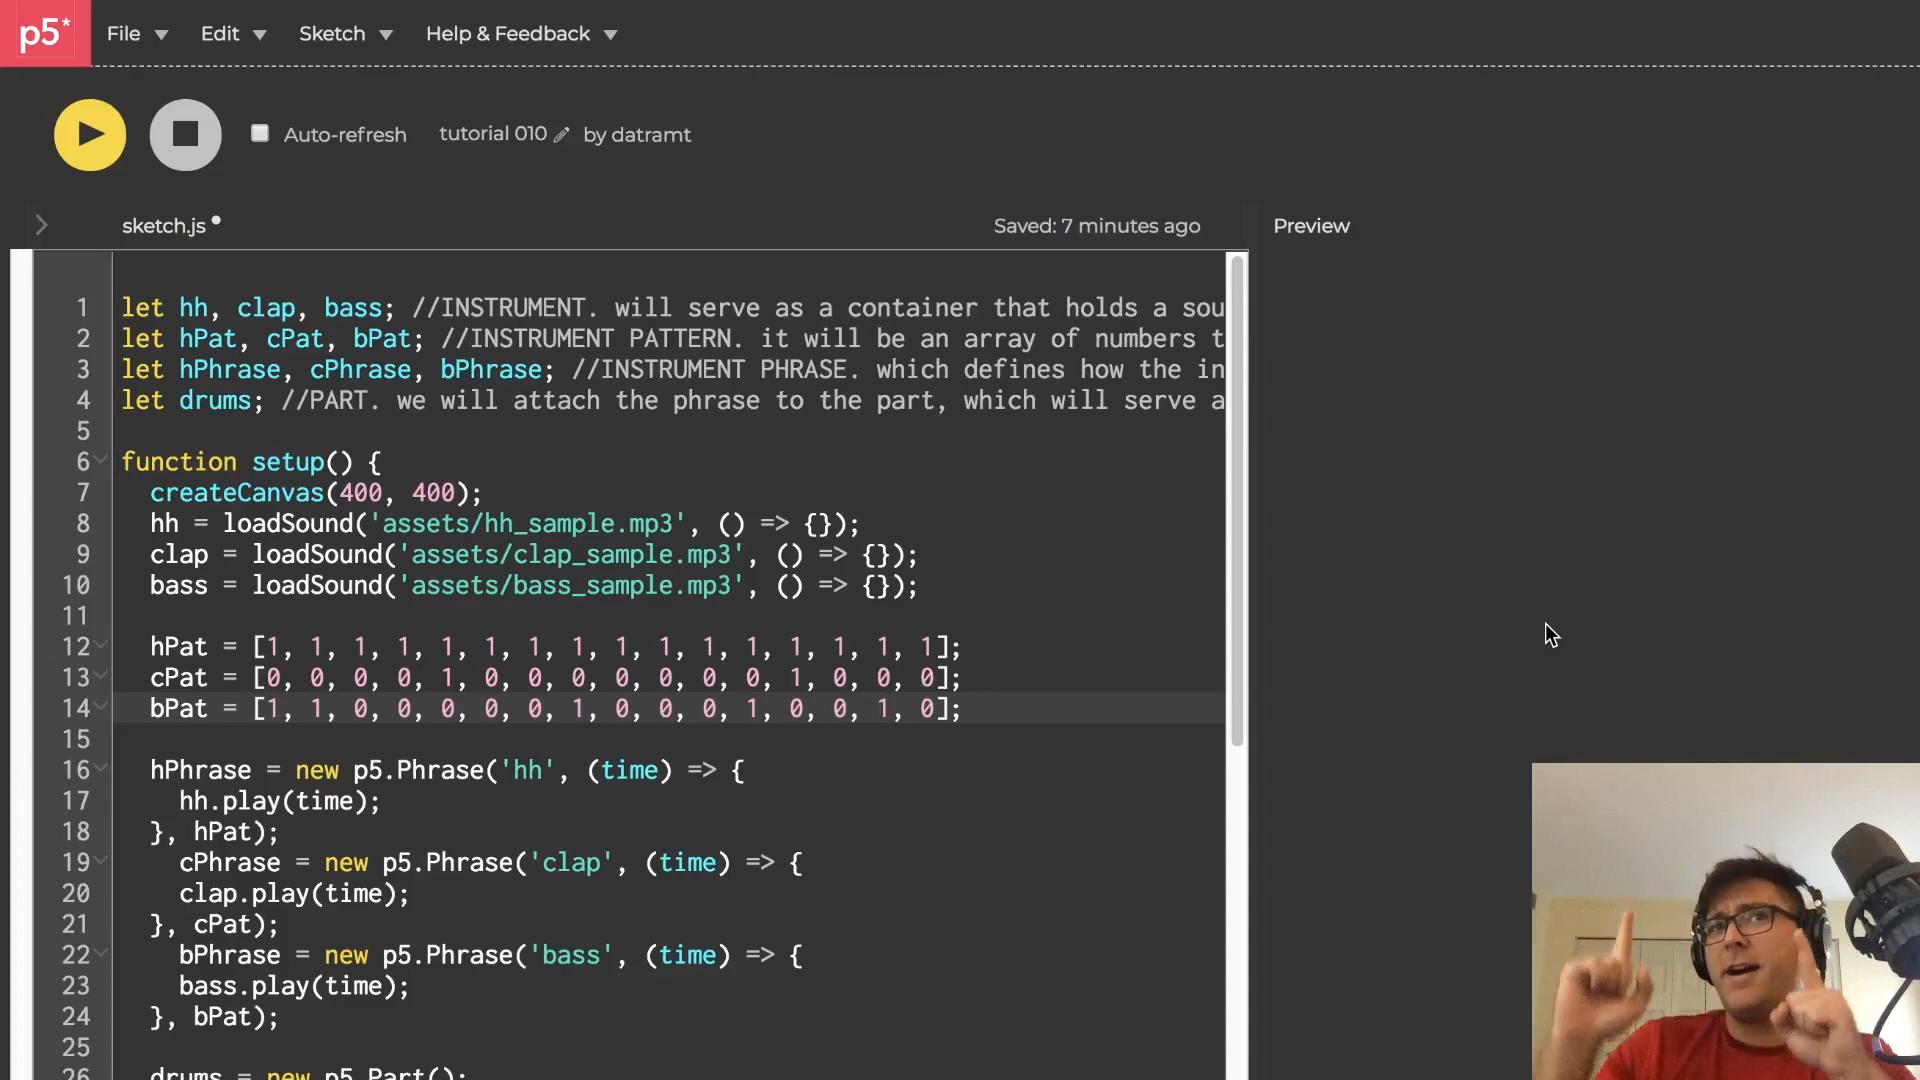 p5* File Edit Sketch Help & Feedback
Auto-refresh tutorial 010 by datramt
sketch.js Saved: 7 minutes ago Preview
1 let hh, clap, bass; //INSTRUMENT. will serve as a container that holds a sou
2 let hPat, cPat, bPat; //INSTRUMENT PATTERN. it will be an array of numbers t
3 let hPhrase, cPhrase, bPhrase; //INSTRUMENT PHRASE. which defines how the in
4 let drums; //PART. we will attach the phrase to the part, which will serve a
5
6 function setup() {
7 createCanvas(400, 400);
8 hh = loadSound('assets/hh_sample.mp3', () => {});
9 clap = loadSound('assets/clap_sample.mp3', () => {});
10 bass = loadSound('assets/bass_sample.mp3', () => {});
11
12 hPat = [1, 1, 1, 1, 1, 1, 1, 1, 1, 1, 1, 1, 1, 1, 1, 1];
13 cPat = [0, 0, 0, 0, 1, 0, 0, 0, 0, 0, 0, 0, 1, 0, 0, 0];
14 bPat = [1, 1, 0, 0, 0, 0, 0, 1, 0, 0, 0, 1, 0, 0, 1, 0];
15
16 hPhrase = new p5.Phrase('hh', (time) => {
17 hh.play(time);
18 }, hPat);
19 cPhrase = new p5.Phrase('clap', (time) => {
20 clap.play(time);
21 }, cPat);
22 bPhrase = new p5.Phrase('bass', (time) => {
23 bass.play(time);
24 }, bPat);
25
26 drums = new p5.Part();